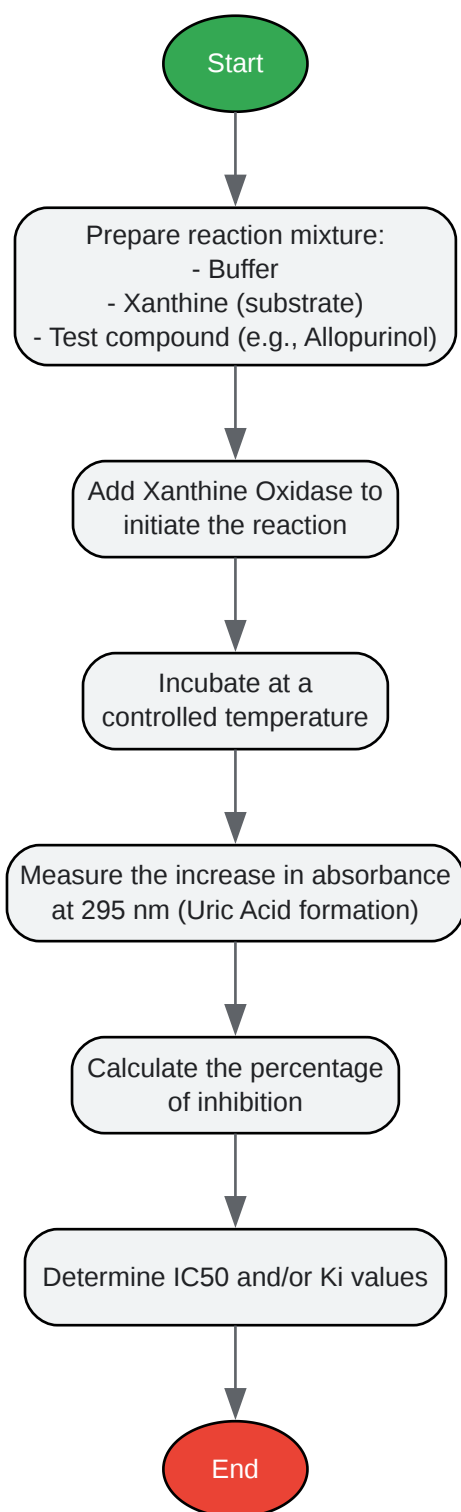 Start
Prepare reaction mixture:
- Buffer
- Xanthine (substrate)
- Test compound (e.g., Allopurinol)
Add Xanthine Oxidase to
initiate the reaction
Incubate at a
controlled temperature
Measure the increase in absorbance
at 295 nm (Uric Acid formation)
Calculate the percentage
of inhibition
Determine IC50 and/or Ki values
End